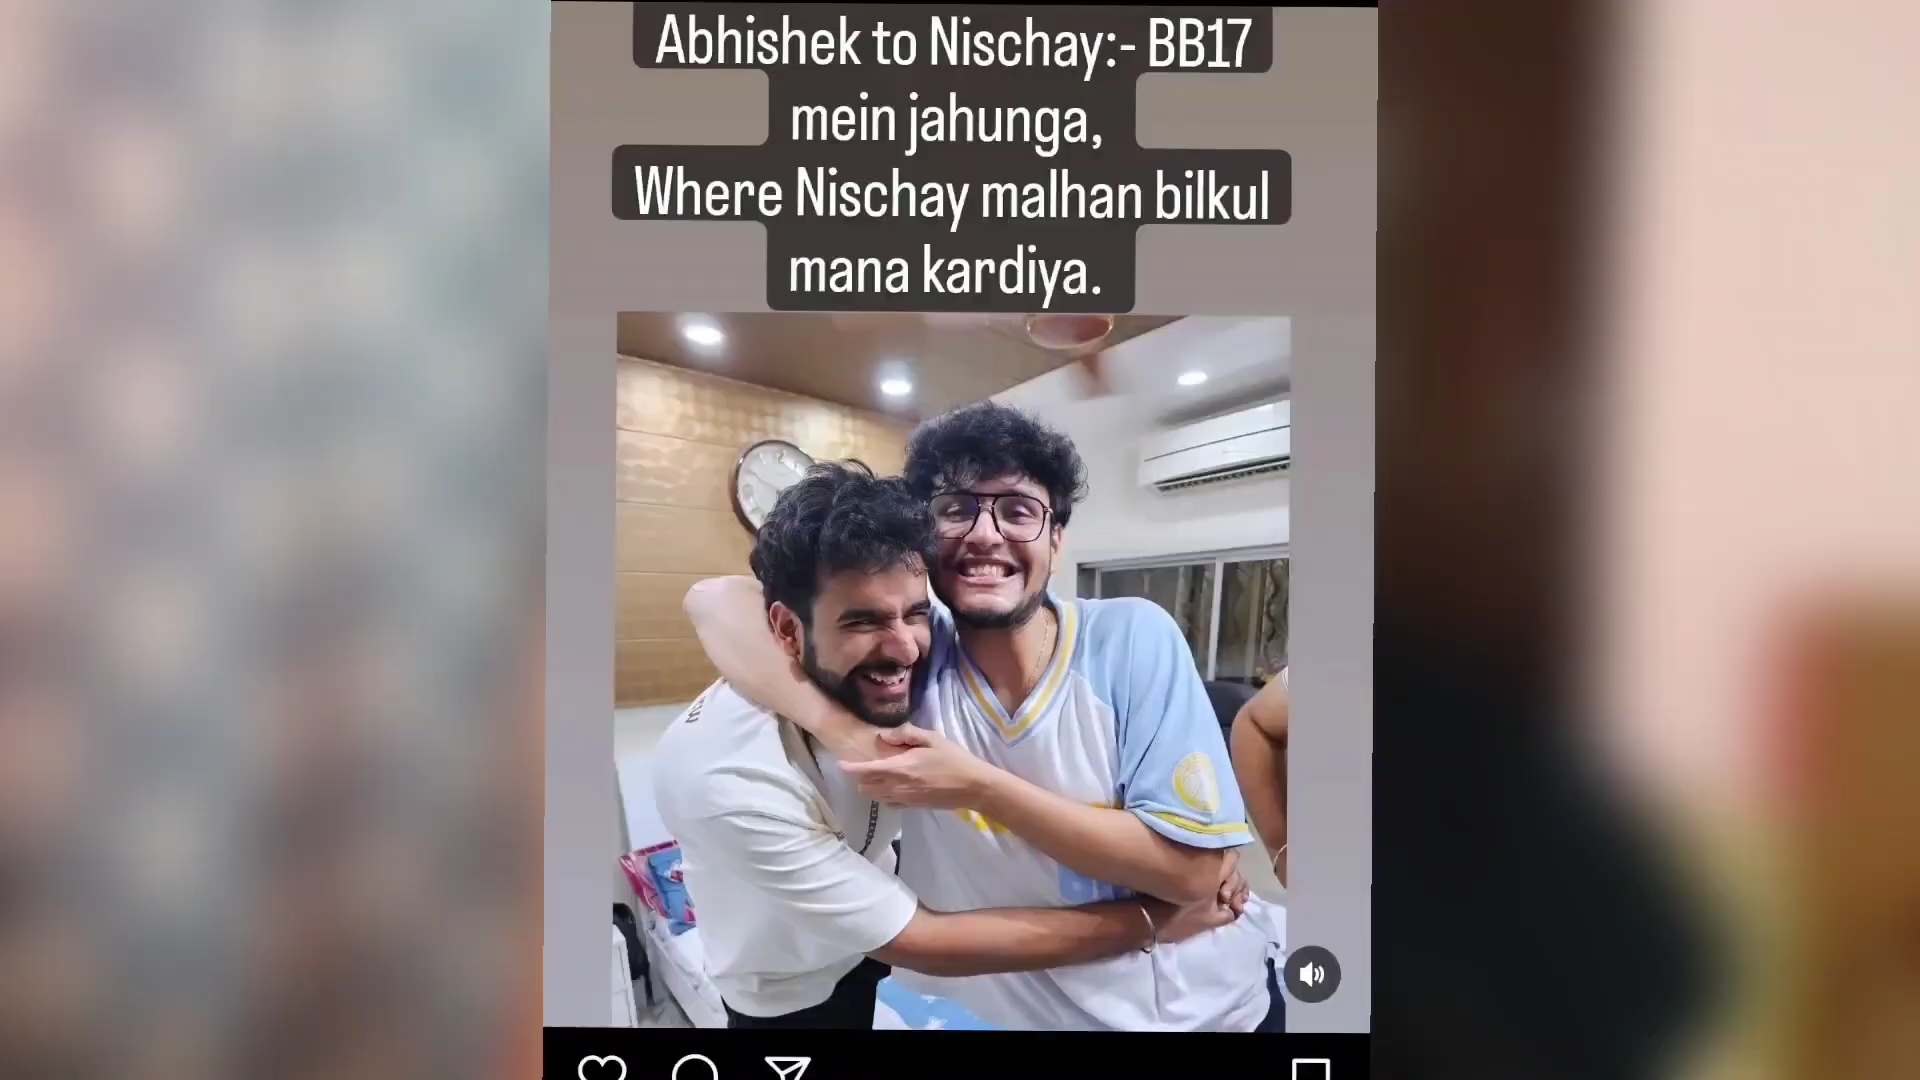 Abhishek to Nischay:- BB17
mein jahunga,
Where Nischay malhan bilkul
mana kardiya.